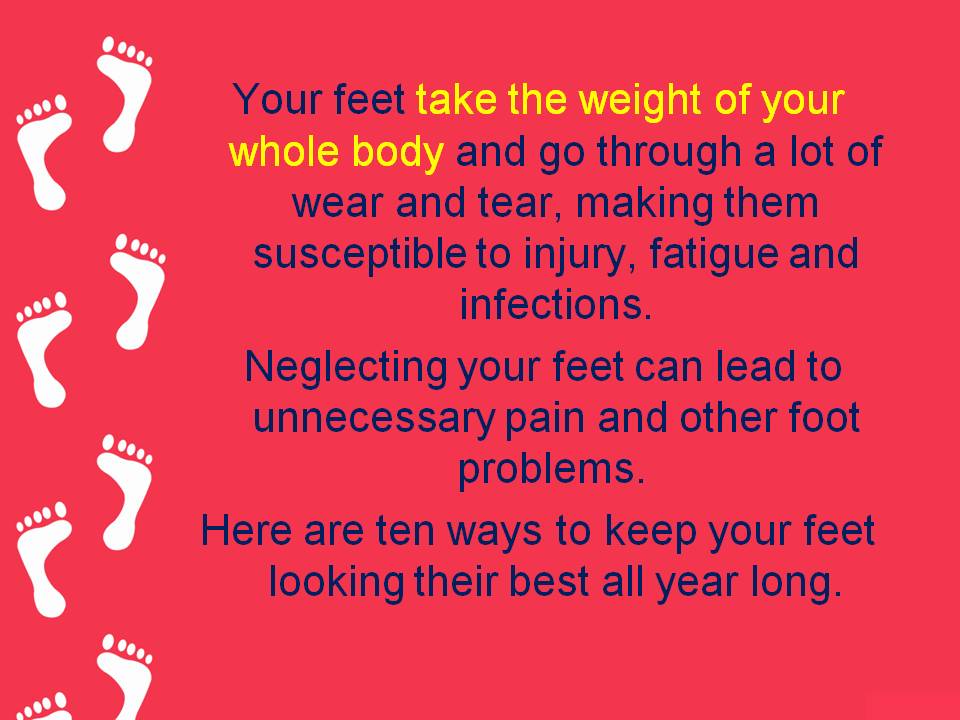 Your feet take the weight of your
whole body and go through a lot of
wear and tear, making them
susceptible to injury, fatigue and
infections.
Neglecting your feet can lead to
unnecessary pain and other foot
problems.
Here are ten ways to keep your feet
looking their best all year long.